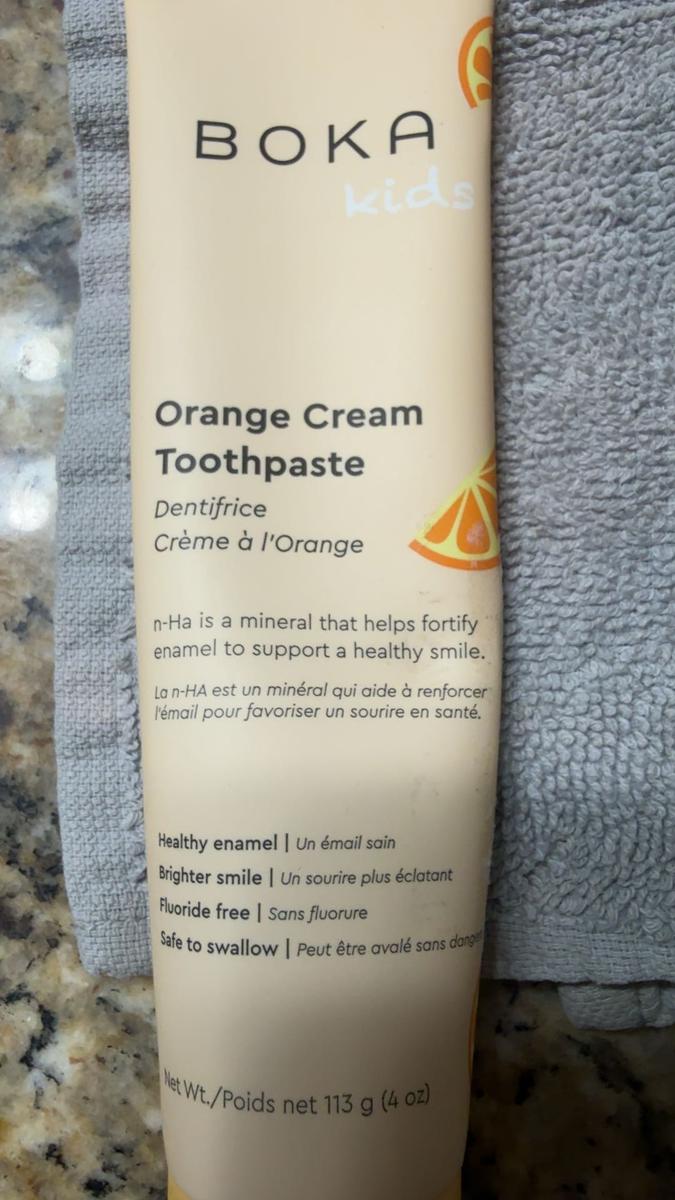 BOKA
kids
Orange Cream
Toothpaste
Dentifrice
Crème à l'Orange
n-Ha is a mineral that helps fortify
enamel to support a healthy smile.
La n-HA est un minéral qui aide à renforcer
l'émail pour favoriser un sourire en santé.
Healthy enamel | Un émail sain
Brighter smile | Un sourire plus éclatant
Fluoride free | Sans fluorure
Safe to swallow | Peut être avalé sans danger
Net Wt./Poids net 113 g (4 oz)